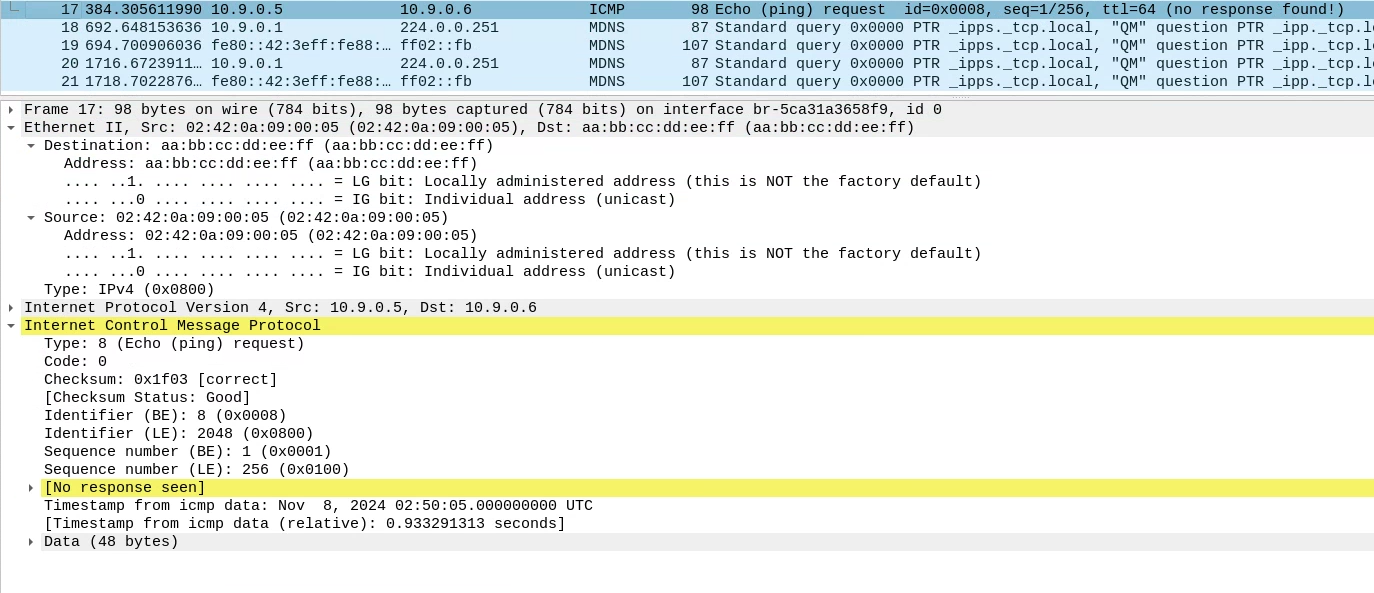 17 384.305611990 10.9.0.5 10.9.0.6 ICMP 98 Echo (ping) request id=0x0008, seq=1/256, ttl=64 (no response found!)
18 692.648153636 10.9.0.1 224.0.0.251 MDNS 87 Standard query 0x0000 PTR _ipps._tcp.local, "QM" question PTR _ipp._tcp.l
19 694.700906036 fe80::42:3eff:fe88:… ff02::fb MDNS 107 Standard query 0x0000 PTR _ipps._tcp.local, "QM" question PTR _ipp._tcp.l
20 1716.6723911… 10.9.0.1 224.0.0.251 MDNS 87 Standard query 0x0000 PTR _ipps._tcp.local, "QM" question PTR _ipp._tcp.l
21 1718.7022876… fe80::42:3eff:fe88:… ff02::fb MDNS 107 Standard query 0x0000 PTR _ipps._tcp.local, "QM" question PTR _ipp._tcp.l
Frame 17: 98 bytes on wire (784 bits), 98 bytes captured (784 bits) on interface br-5ca31a3658f9, id 0
Ethernet II, Src: 02:42:0a:09:00:05 (02:42:0a:09:00:05), Dst: aa:bb:cc:dd:ee:ff (aa:bb:cc:dd:ee:ff)
Destination: aa:bb:cc:dd:ee:ff (aa:bb:cc:dd:ee:ff)
Address: aa:bb:cc:dd:ee:ff (aa:bb:cc:dd:ee:ff)
.... ..1. .... .... .... .... = LG bit: Locally administered address (this is NOT the factory default)
.... ...0 .... .... .... .... = IG bit: Individual address (unicast)
Source: 02:42:0a:09:00:05 (02:42:0a:09:00:05)
Address: 02:42:0a:09:00:05 (02:42:0a:09:00:05)
.... ..1. .... .... .... .... = LG bit: Locally administered address (this is NOT the factory default)
.... ...0 .... .... .... .... = IG bit: Individual address (unicast)
Type: IPv4 (0x0800)
Internet Protocol Version 4, Src: 10.9.0.5, Dst: 10.9.0.6
Internet Control Message Protocol
Type: 8 (Echo (ping) request)
Code: 0
Checksum: 0x1f03 [correct]
[Checksum Status: Good]
Identifier (BE): 8 (0x0008)
Identifier (LE): 2048 (0x0800)
Sequence number (BE): 1 (0x0001)
Sequence number (LE): 256 (0x0100)
[No response seen]
Timestamp from icmp data: Nov  8, 2024 02:50:05.000000000 UTC
[Timestamp from icmp data (relative): 0.933291313 seconds]
Data (48 bytes)